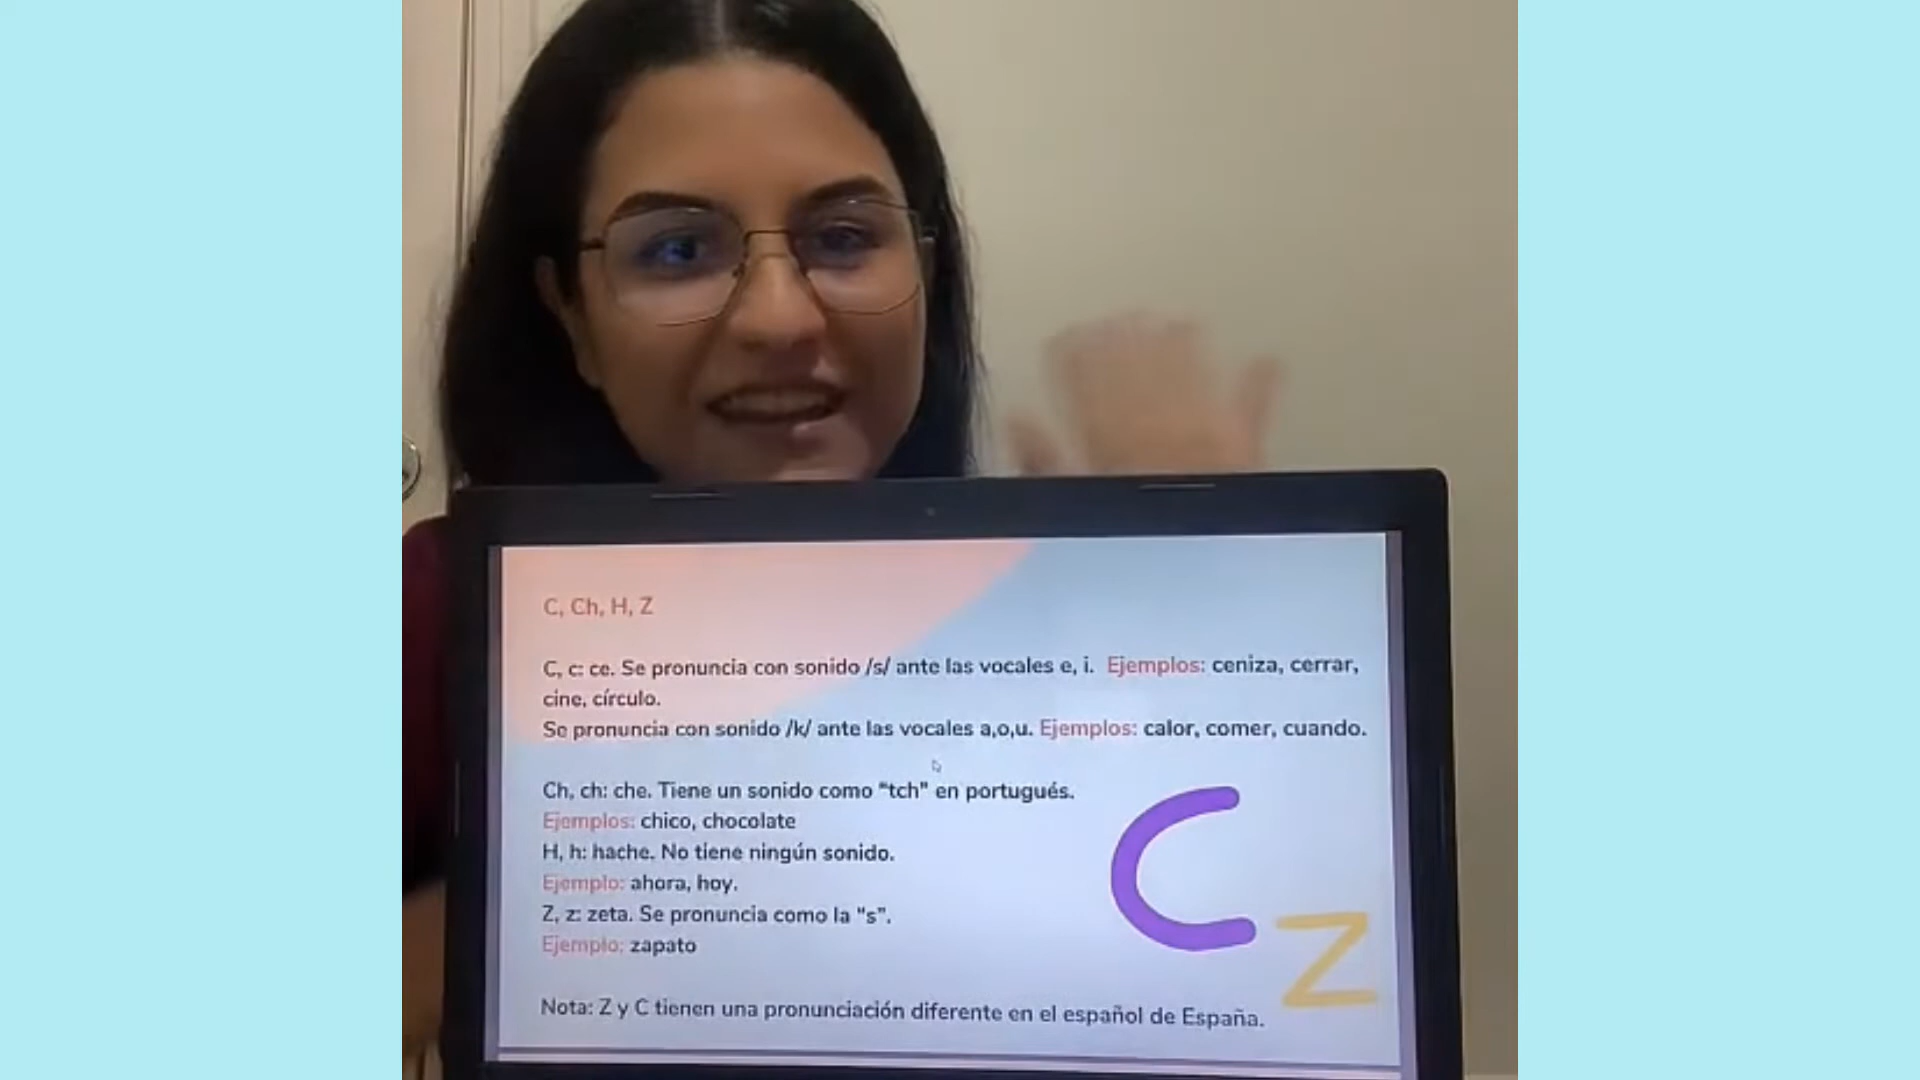 C, Ch, H, Z
C, c: ce. Se pronuncia con sonido /s/ ante las vocales e, i. Ejemplos: ceniza, cerrar,
cine, círculo.
Se pronuncia con sonido /k/ ante las vocales a,o,u. Ejemplos: calor, comer, cuando.
Ch, ch: che. Tiene un sonido como "tch" en portugués.
Ejemplos: chico, chocolate
H, h: hache. No tiene ningún sonido.
Ejemplo: ahora, hoy.
Z, z: zeta. Se pronuncia como la "s".
Ejemplo: zapato
C
Z
Nota: Z y C tienen una pronunciación diferente en el español de España.